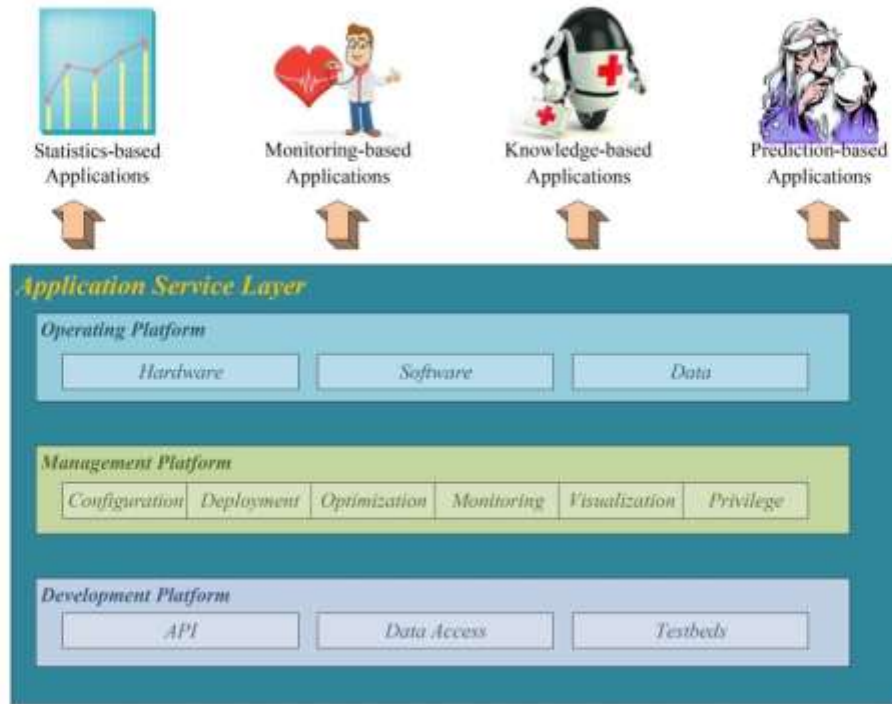 Statistics-based Applications
Monitoring-based Applications
Knowledge-based Applications
Prediction-based Applications
Application Service Layer
Operating Platform
Hardware Software Data
Management Platform
Configuration Deployment Optimization Monitoring Visualization Privilege
Development Platform
API Data Access Testbeds